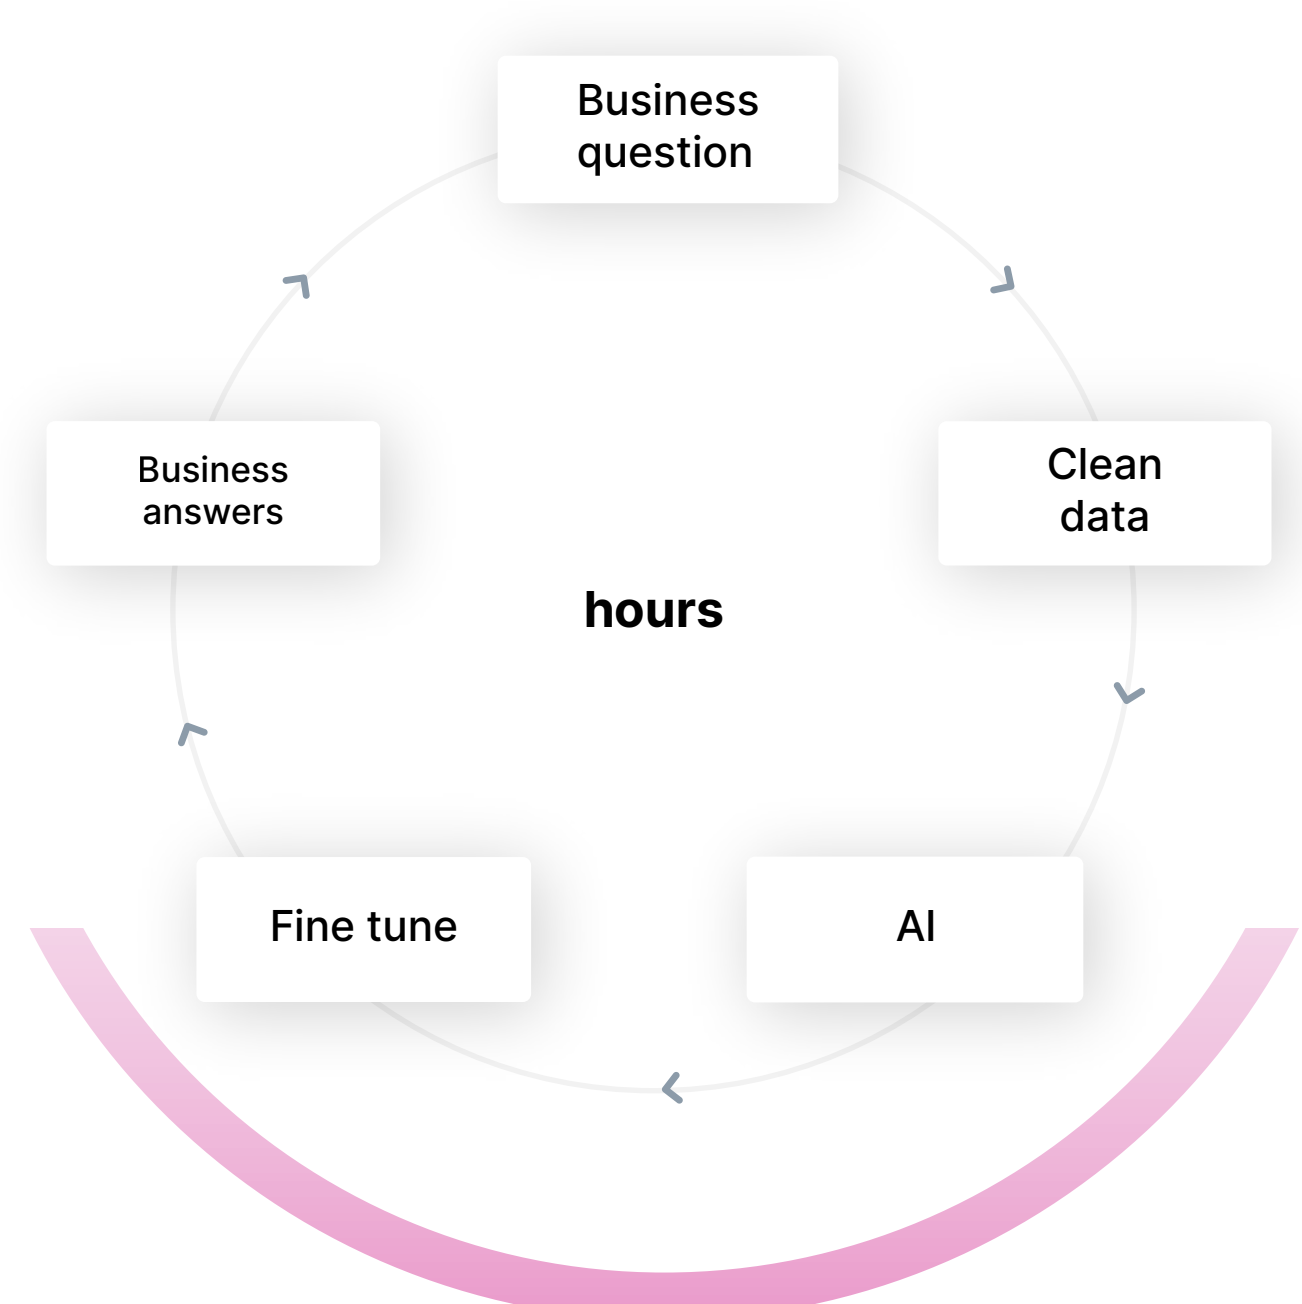 Business
question
Business
answers
Clean
data
hours
Fine tune
AI